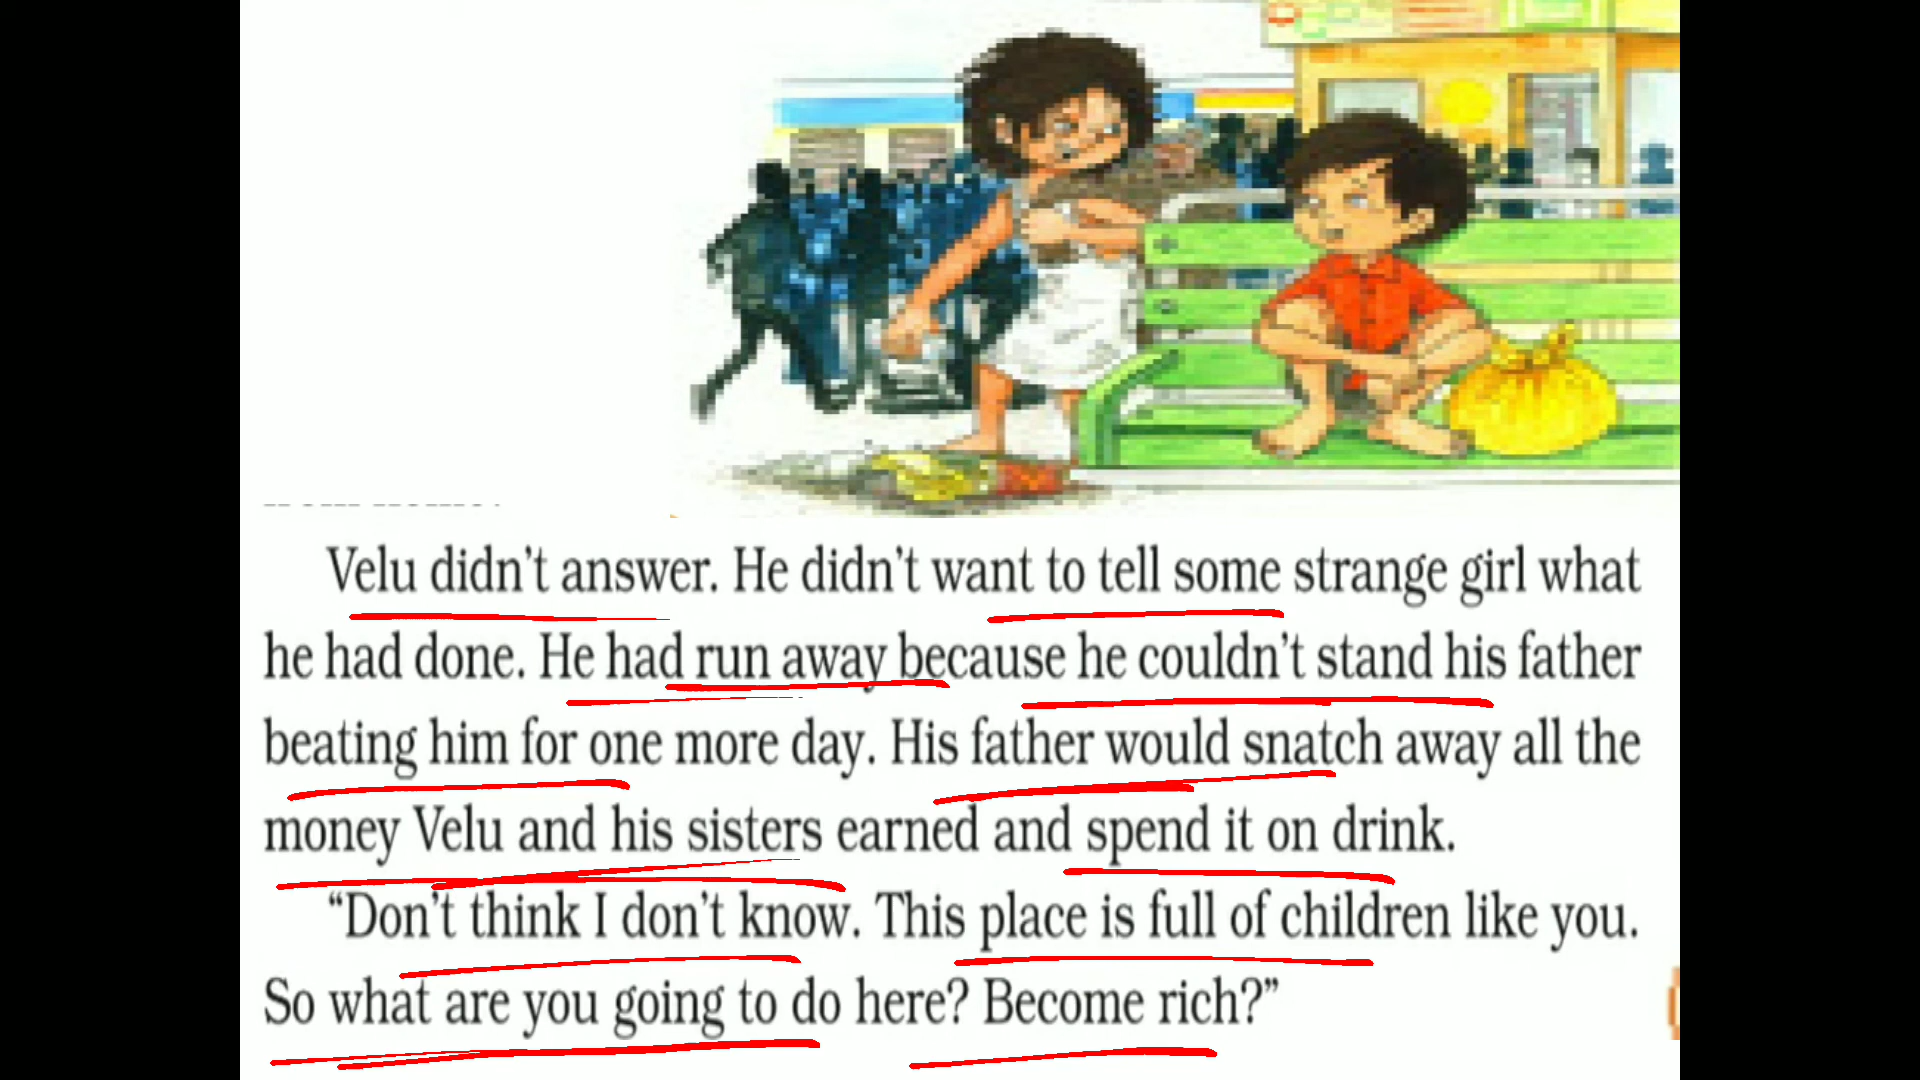 Velu didn’t answer. He didn’t want to tell some strange girl what
he had done. He had run away because he couldn’t stand his father
beating him for one more day. His father would snatch away all the
money Velu and his sisters earned and spend it on drink.
“Don’t think I don’t know. This place is full of children like you.
So what are you going to do here? Become rich?”